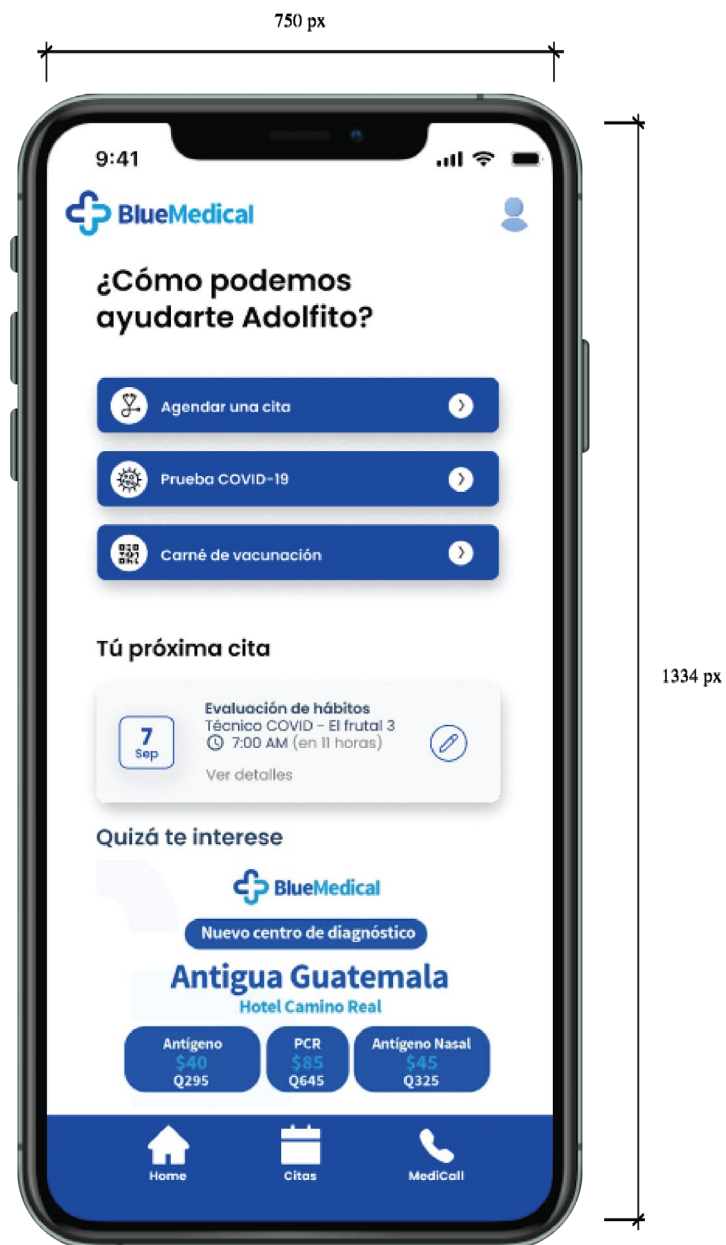 750 px
9:41
BlueMedical
¿Cómo podemos
ayudarte Adolfito?
Agendar una cita
Prueba COVID-19
Carné de vacunación
Tú próxima cita
1334 px
7
Sep
Evaluación de hábitos
Técnico COVID - El frutal 3
7:00 AM (en 11 horas)
Ver detalles
Quizá te interese
BlueMedical
Nuevo centro de diagnóstico
Antigua Guatemala
Hotel Camino Real
Antígeno
$40
Q295
PCR
$85
Q645
Antígeno Nasal
$45
Q325
Home
Citas
MediCall